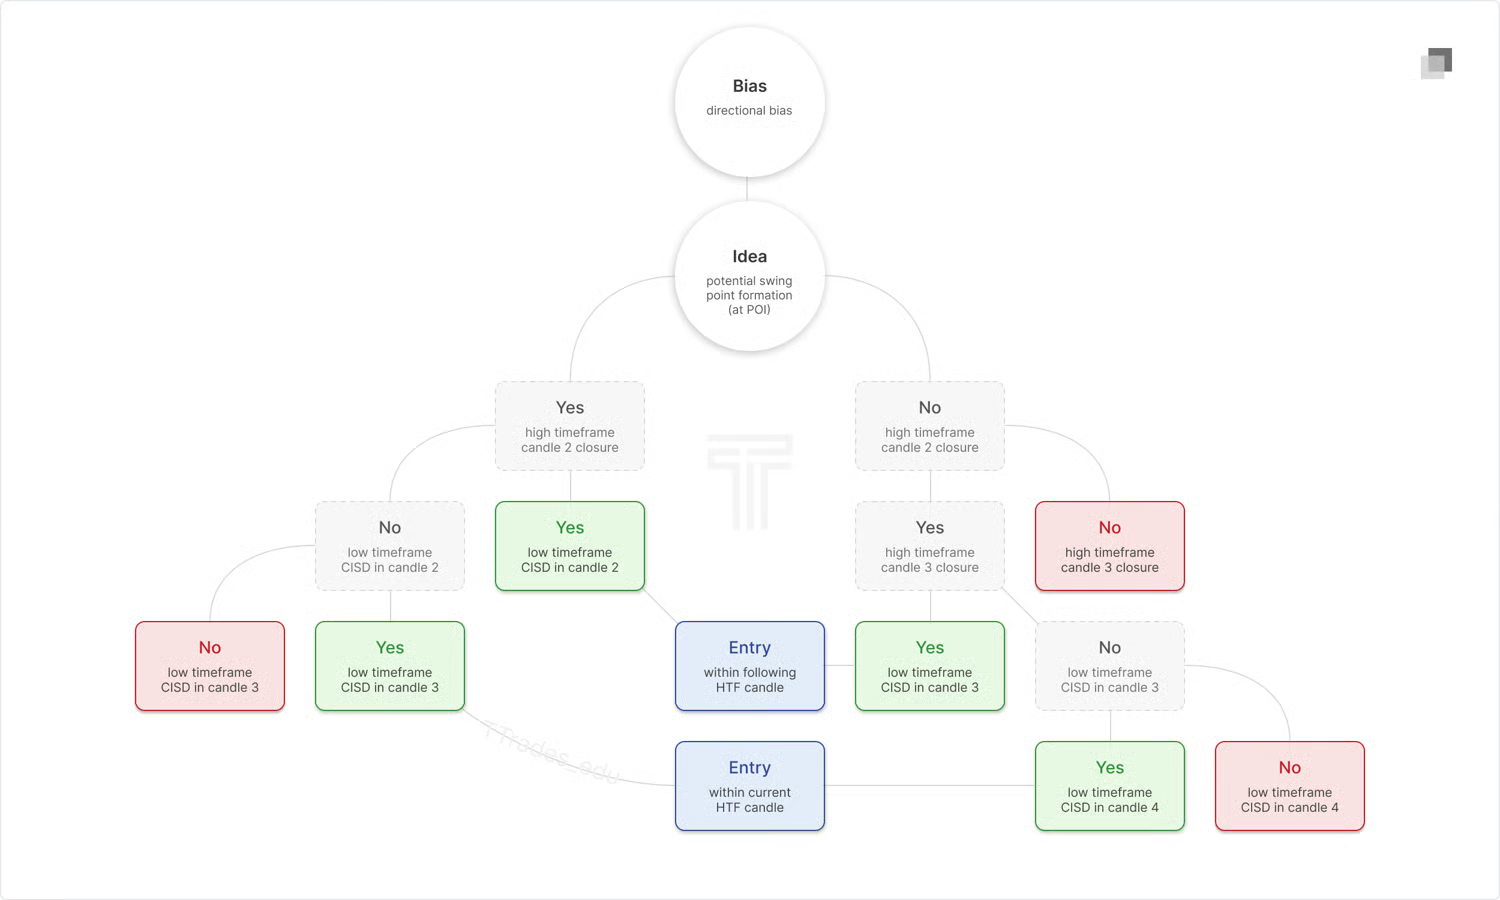 Bias
directional bias
Idea
potential swing
point formation
(at POI)
Yes
high timeframe
candle 2 closure
No
high timeframe
candle 2 closure
No
low timeframe
CISD in candle 2
Yes
low timeframe
CISD in candle 2
Yes
high timeframe
candle 3 closure
No
high timeframe
candle 3 closure
No
low timeframe
CISD in candle 3
Yes
low timeframe
CISD in candle 3
Entry
within following
HTF candle
Yes
low timeframe
CISD in candle 3
No
low timeframe
CISD in candle 3
TTrades_edu
Entry
within current
HTF candle
Yes
low timeframe
CISD in candle 4
No
low timeframe
CISD in candle 4